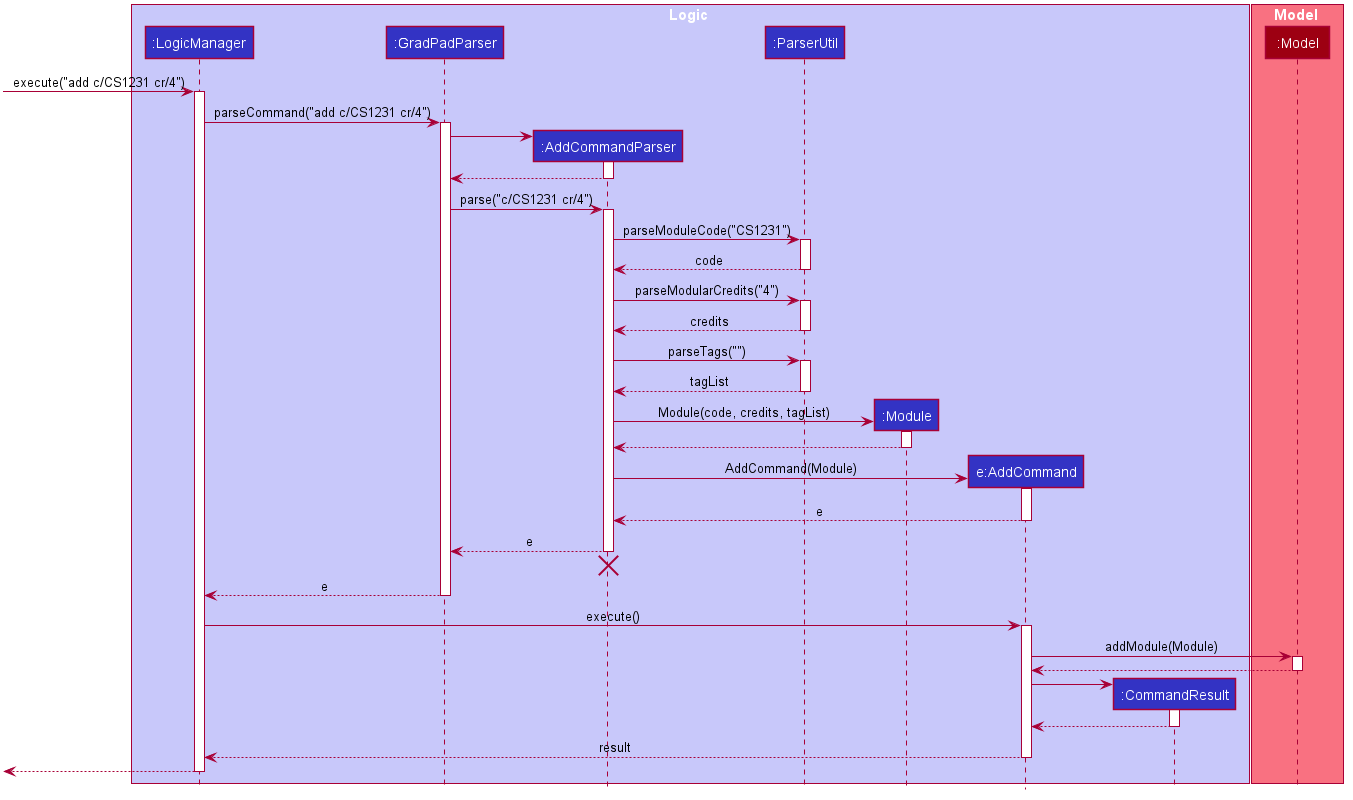 Logic
Model
:LogicManager
:GradPadParser
:ParserUtil
:Model
execute("add c/CS1231 cr/4")
parseCommand("add c/CS1231 cr/4")
:AddCommandParser
parse("c/CS1231 cr/4")
parseModuleCode("CS1231")
code
parseModularCredits("4")
credits
parseTags("")
tagList
Module(code, credits, tagList)
:Module
AddCommand(Module)
e:AddCommand
e
e
e
execute()
addModule(Module)
:CommandResult
result